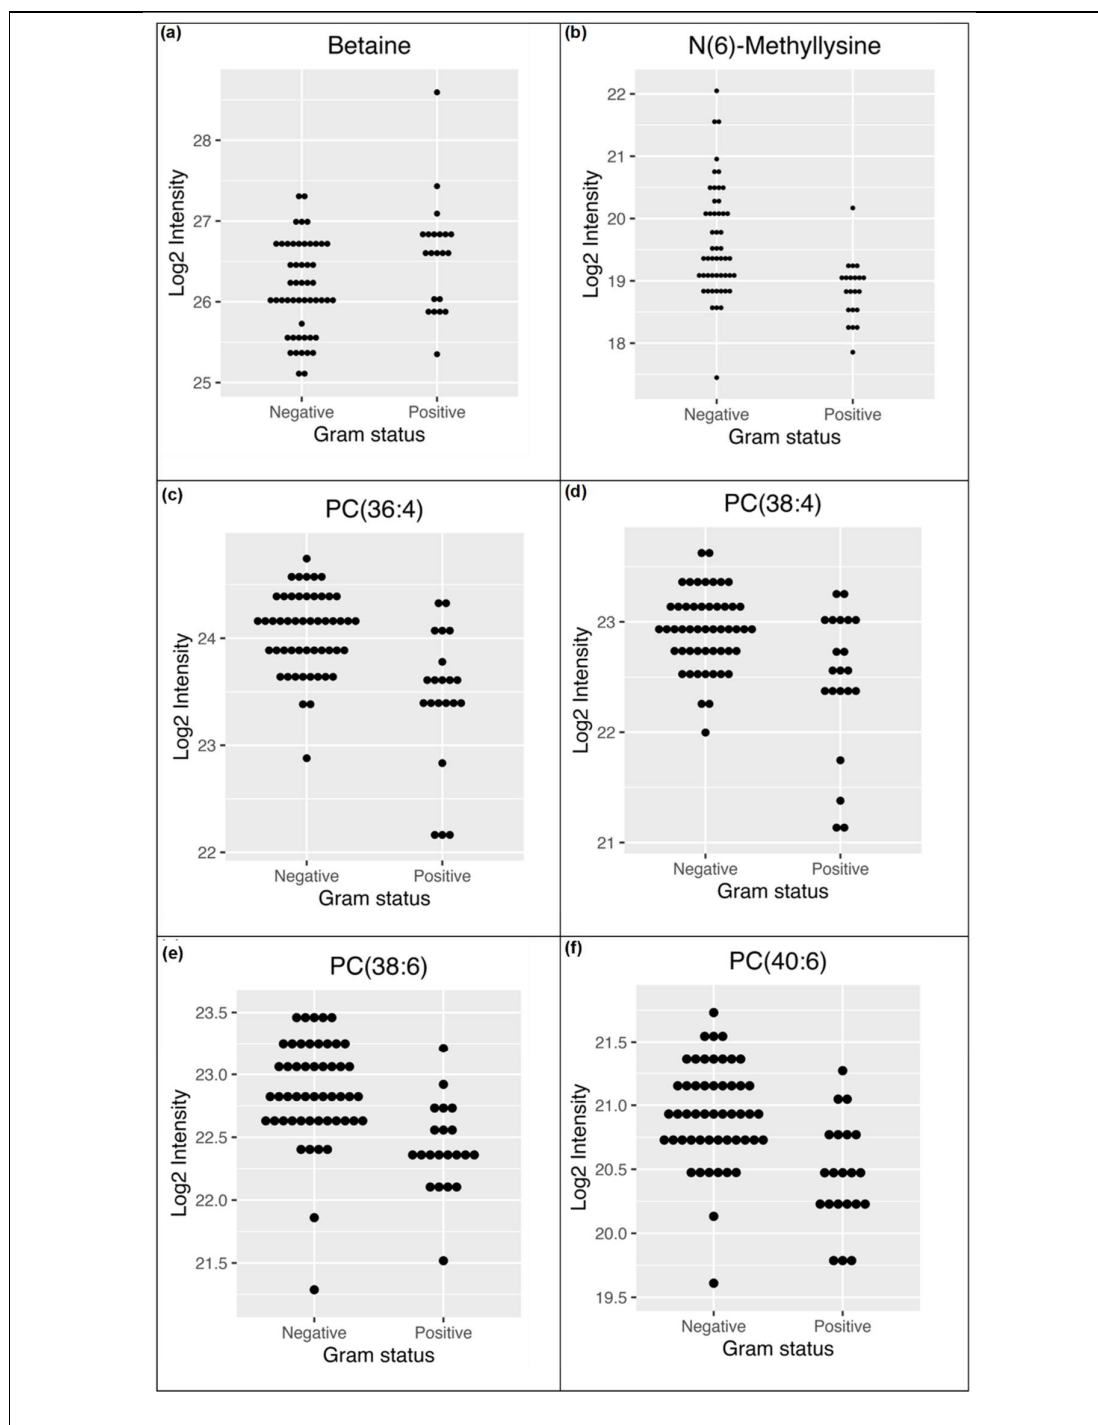 (a)
Betaine
28
27
26
25
Log2 Intensity
Negative Positive
Gram status
(b)
N(6)-Methyllysine
22
21
20
19
18
Log2 Intensity
Negative Positive
Gram status
(c)
PC(36:4)
24
23
22
Log2 Intensity
Negative Positive
Gram status
(d)
PC(38:4)
23
22
21
Log2 Intensity
Negative Positive
Gram status
(e)
PC(38:6)
23.5
23.0
22.5
22.0
21.5
Log2 Intensity
Negative Positive
Gram status
(f)
PC(40:6)
21.5
21.0
20.5
20.0
19.5
Log2 Intensity
Negative Positive
Gram status